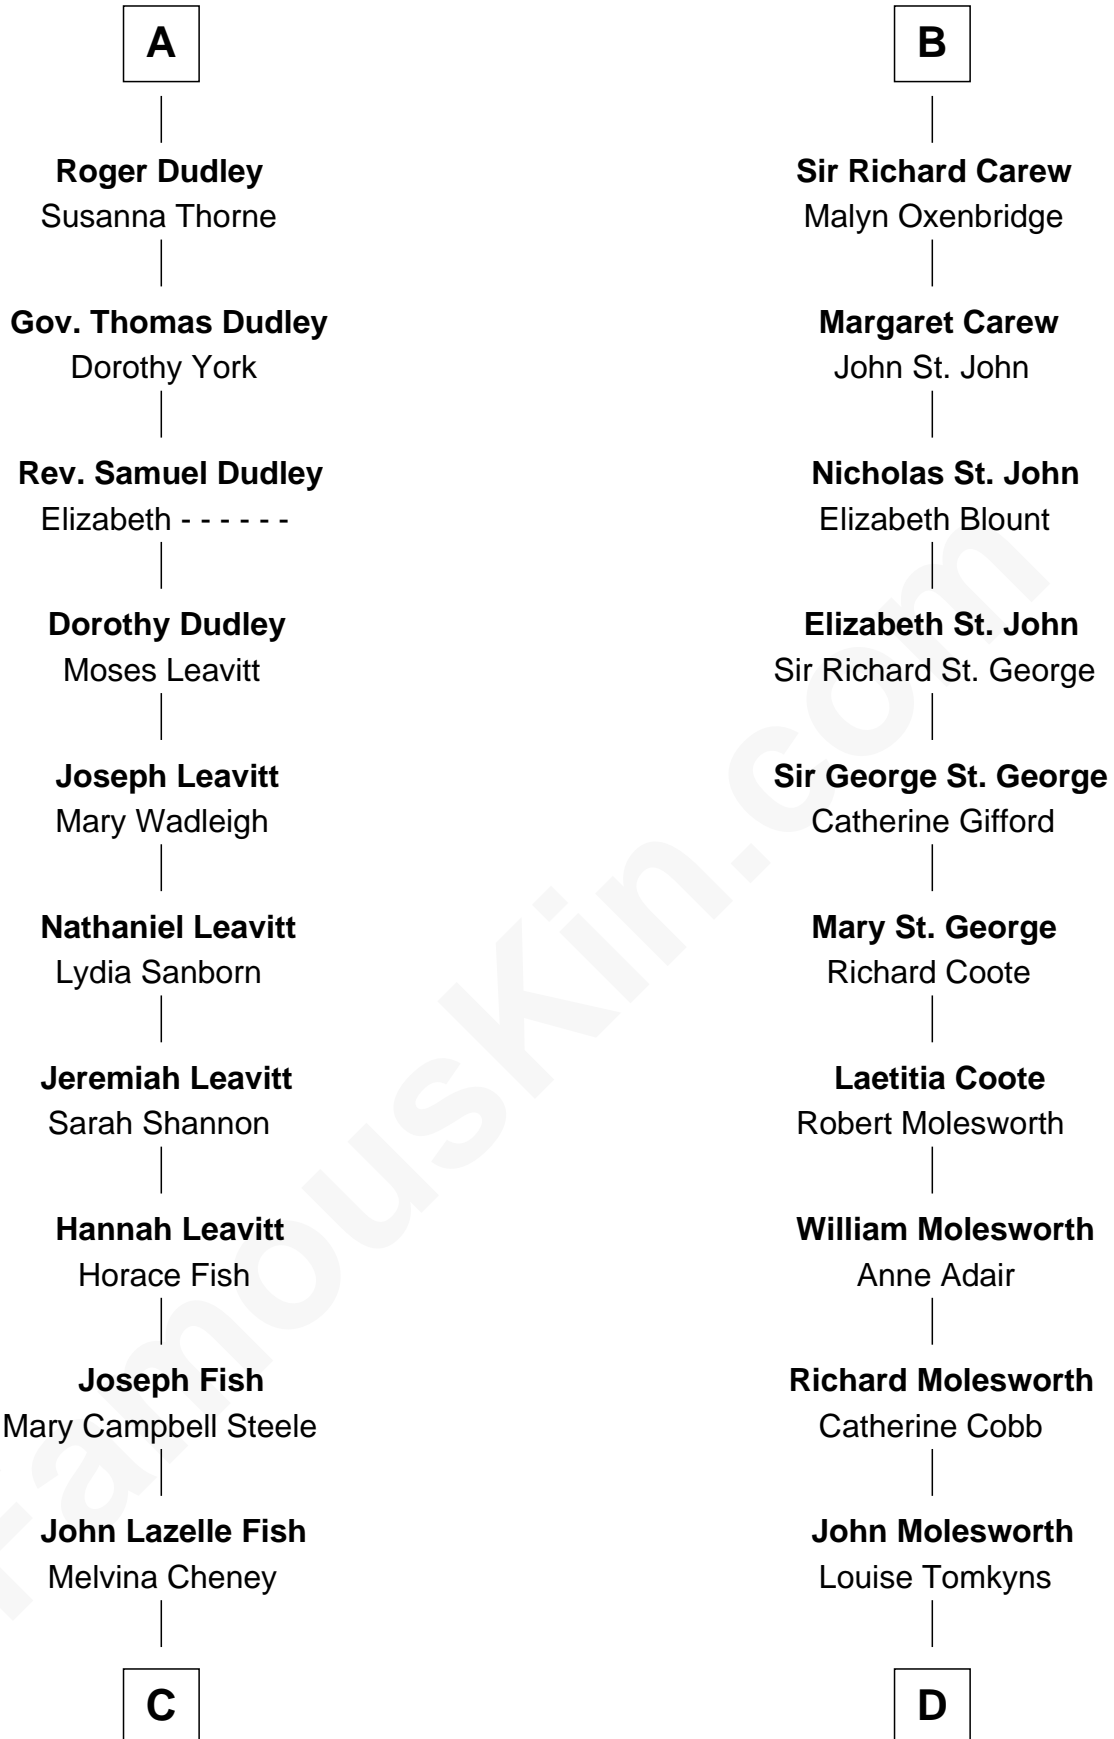 A
Roger Dudley
Susanna Thorne
Gov. Thomas Dudley
Dorothy York
Rev. Samuel Dudley
Elizabeth - - - - - -
Dorothy Dudley
Moses Leavitt
Joseph Leavitt
Mary Wadleigh
Nathaniel Leavitt
Lydia Sanborn
Jeremiah Leavitt
Sarah Shannon
Hannah Leavitt
Horace Fish
Joseph Fish
Mary Campbell Steele
John Lazelle Fish
Melvina Cheney
C
B
Sir Richard Carew
Malyn Oxenbridge
Margaret Carew
John St. John
Nicholas St. John
Elizabeth Blount
Elizabeth St. John
Sir Richard St. George
Sir George St. George
Catherine Gifford
Mary St. George
Richard Coote
Laetitia Coote
Robert Molesworth
William Molesworth
Anne Adair
Richard Molesworth
Catherine Cobb
John Molesworth
Louise Tomkyns
D
FamousKin.com